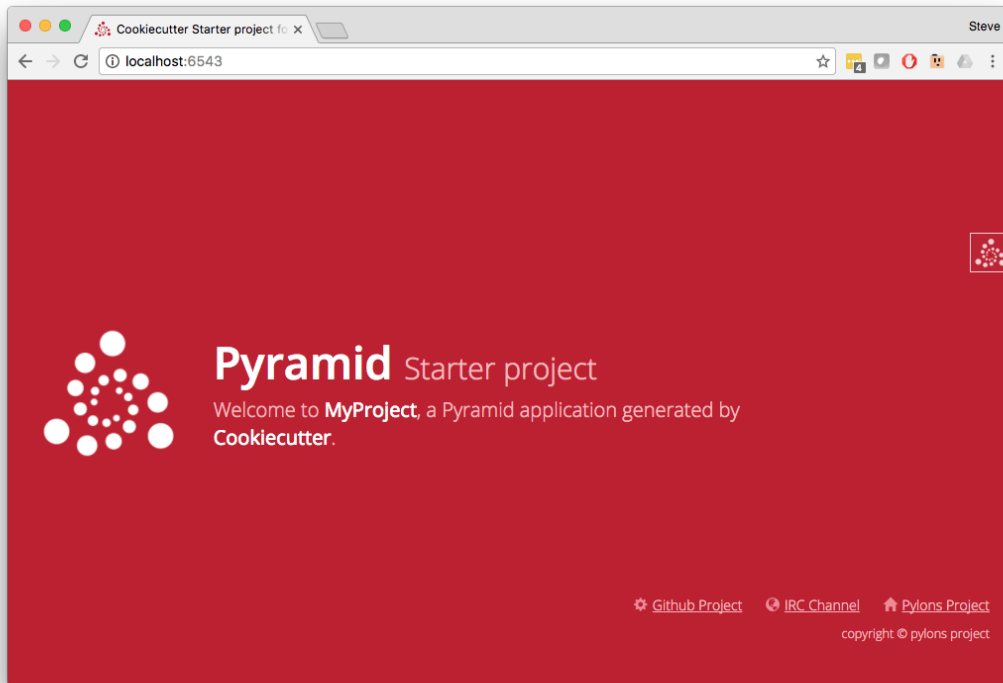 Cookiecutter Starter project fo
Steve
localhost:6543
4
Pyramid Starter project
Welcome to MyProject, a Pyramid application generated by
Cookiecutter.
Github Project IRC Channel Pylons Project
copyright © pylons project